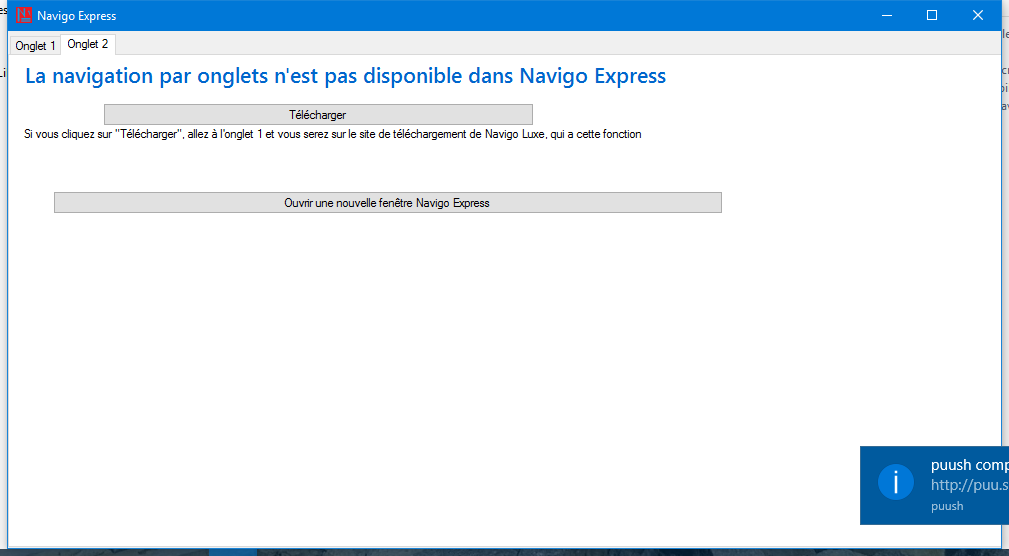 Navigo Express
Onglet 1
Onglet 2
La navigation par onglets n'est pas disponible dans Navigo Express
Télécharger
Si vous cliquez sur "Télécharger", allez à l'onglet 1 et vous serez sur le site de téléchargement de Navigo Luxe, qui a cette fonction
Ouvrir une nouvelle fenêtre Navigo Express
puush comp
http://puu.s
puush